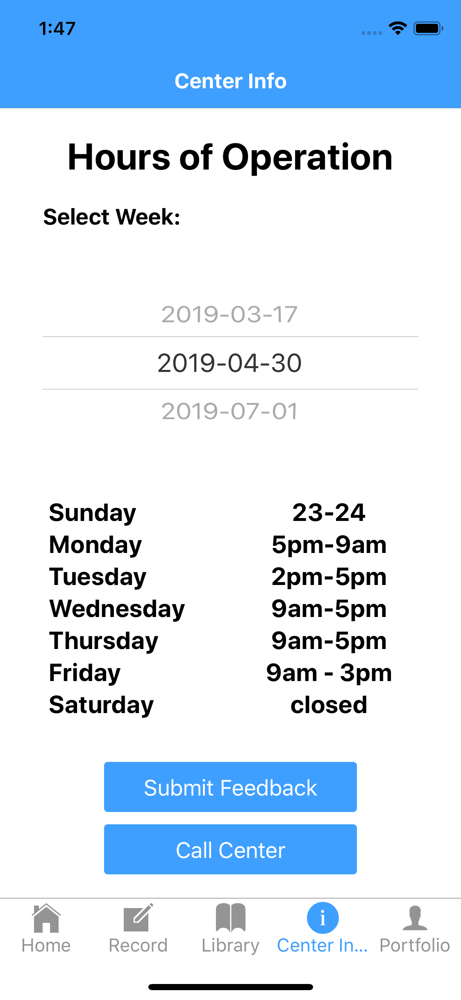 1:47
Center Info
Hours of Operation
Select Week:
2019-03-17
2019-04-30
2019-07-01
Sunday 23-24
Monday 5pm-9am
Tuesday 2pm-5pm
Wednesday 9am-5pm
Thursday 9am-5pm
Friday 9am - 3pm
Saturday closed
Submit Feedback
Call Center
Home Record Library Center In... Portfolio